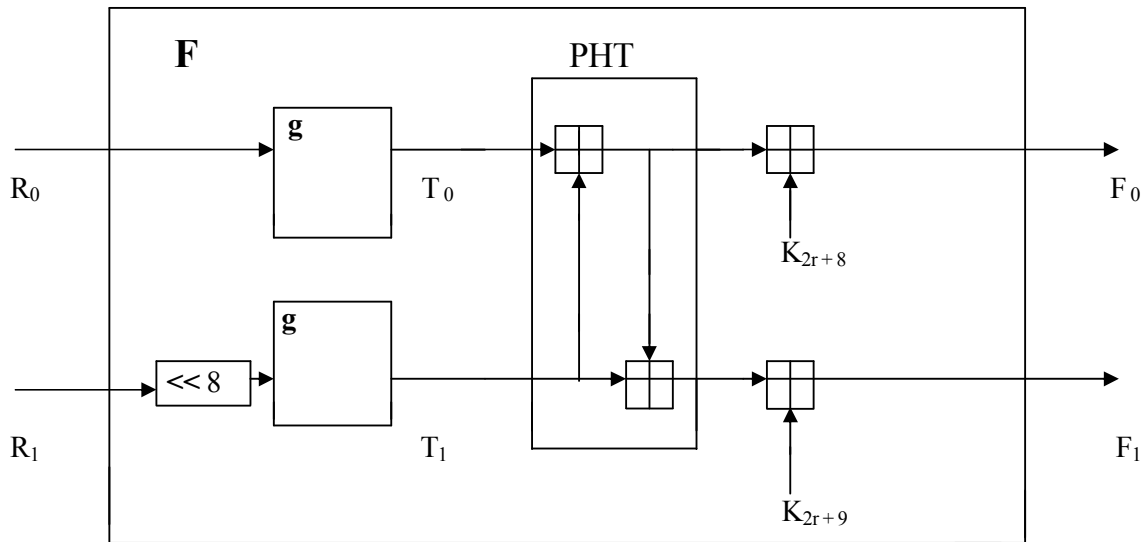 F
PHT
g
R₀
T₀
F₀
K₂ᵣ₊₈
g
<< 8
R₁
T₁
F₁
K₂ᵣ₊₉